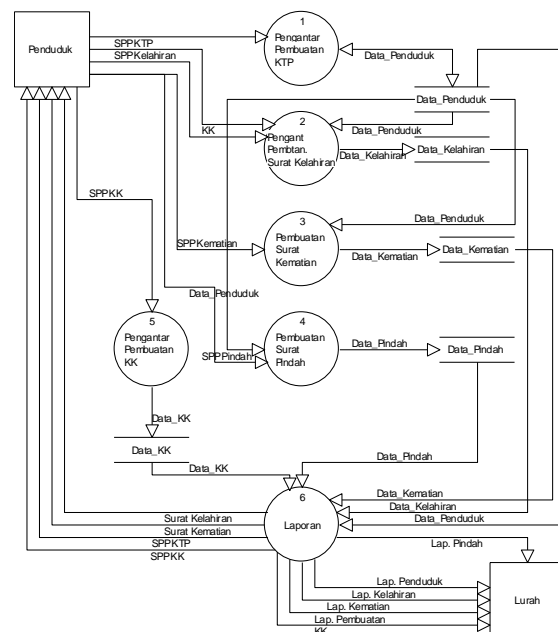 1
Penduduk
Pengantar
Pembuatan
KTP
SPPKTP
SPPKelahiran
Data_Penduduk
Data_Penduduk
2
Pengant
Pembtan.
Surat Kelahiran
KK
Data_Penduduk
Data_Kelahiran
Data_Kelahiran
SPPKK
3
Pembuatan
Surat
Kematian
SPPKematian
Data_Penduduk
Data_Kematian
Data_Kematian
Data_Penduduk
4
Pembuatan
Surat
Pindah
SPPPindah
Data_Pindah
Data_Pindah
5
Pengantar
Pembuatan
KK
Data_KK
Data_KK
Data_KK
Data_Pindah
6
Laporan
Data_Kematian
Data_Kelahiran
Data_Penduduk
Surat Kelahiran
Surat Kematian
SPPKTP
SPPKK
Lap. Pindah
Lap. Penduduk
Lap. Kelahiran
Lap. Kematian
Lap. Pembuatan
KK
Lurah